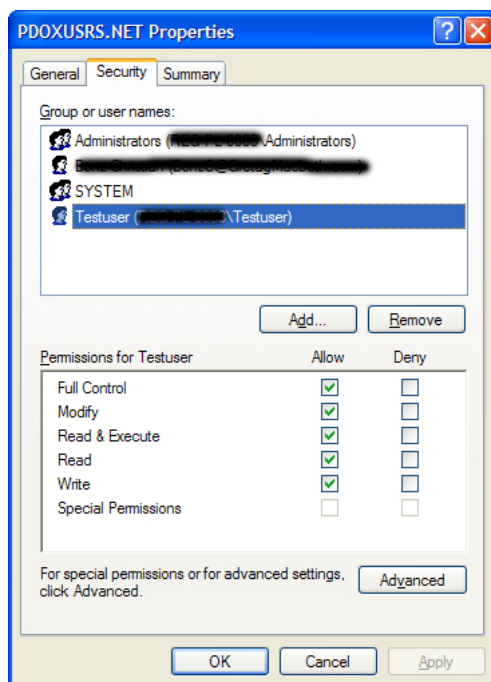 PDOXUSRS.NET Properties
General Security Summary
Group or user names:
Administrators ( \Administrators)
SYSTEM
Testuser ( \Testuser)
Add... Remove
Permissions for Testuser Allow Deny
Full Control
Modify
Read & Execute
Read
Write
Special Permissions
For special permissions or for advanced settings,
click Advanced.
Advanced
OK Cancel Apply